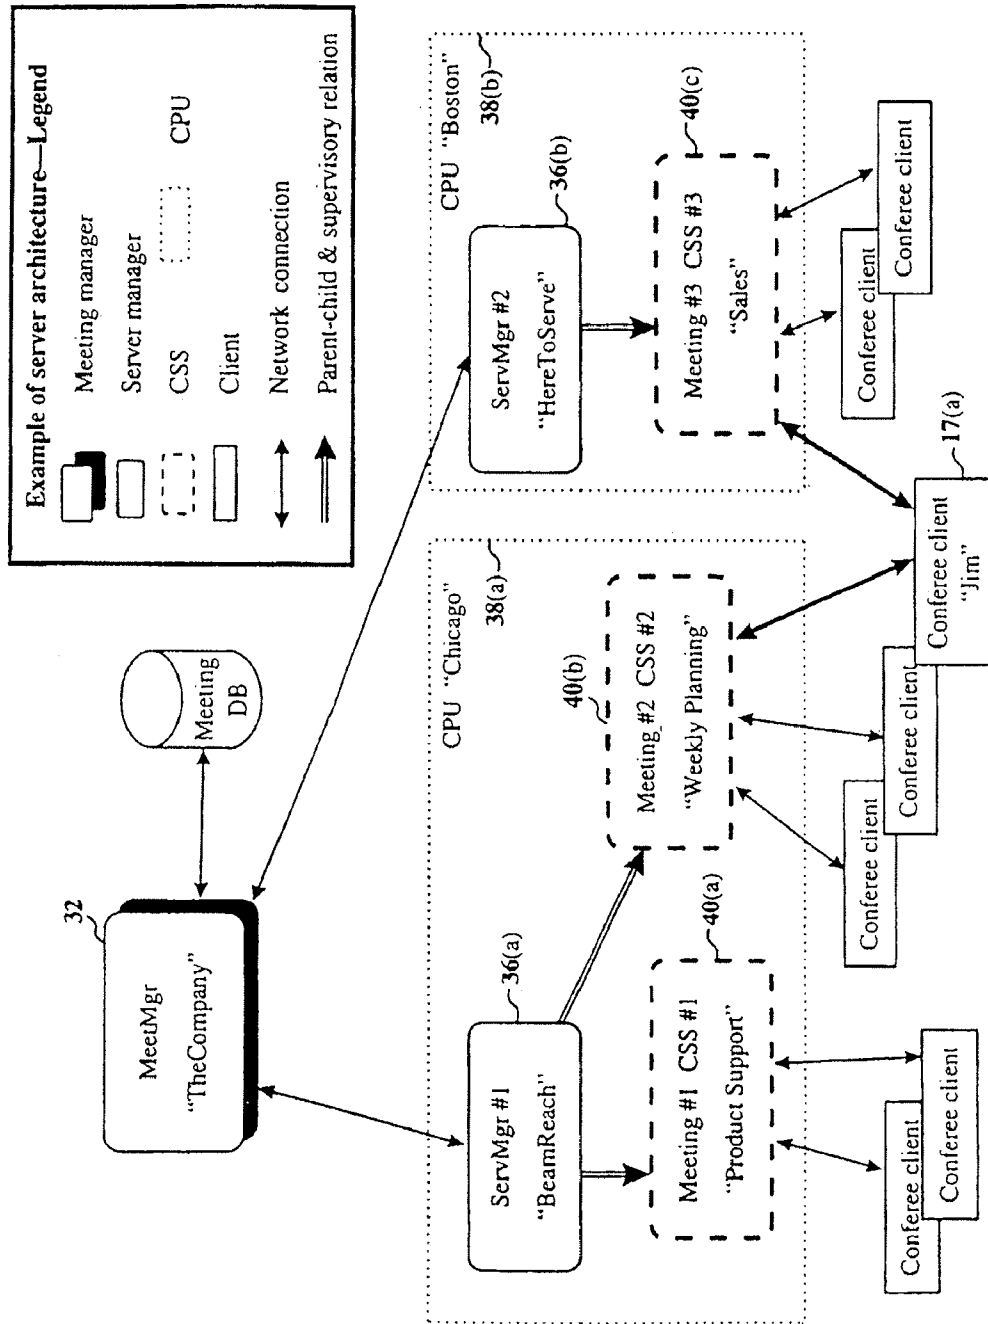 Example of server architecture—Legend
Meeting manager
Server manager
CSS
CPU
Client
Network connection
Parent-child & supervisory relation
32
MeetMgr
“TheCompany”
Meeting
DB
CPU “Chicago”
38(a)
ServMgr #1
“BeamReach”
36(a)
Meeting #1 CSS #1
“Product Support”
40(a)
Meeting #2 CSS #2
“Weekly Planning”
40(b)
CPU “Boston”
38(b)
ServMgr #2
“HereToServe”
36(b)
Meeting #3 CSS #3
“Sales”
40(c)
Conferee client
Conferee client
Conferee client
Conferee client
Conferee client
“Jim”
17(a)
Conferee client
Conferee client